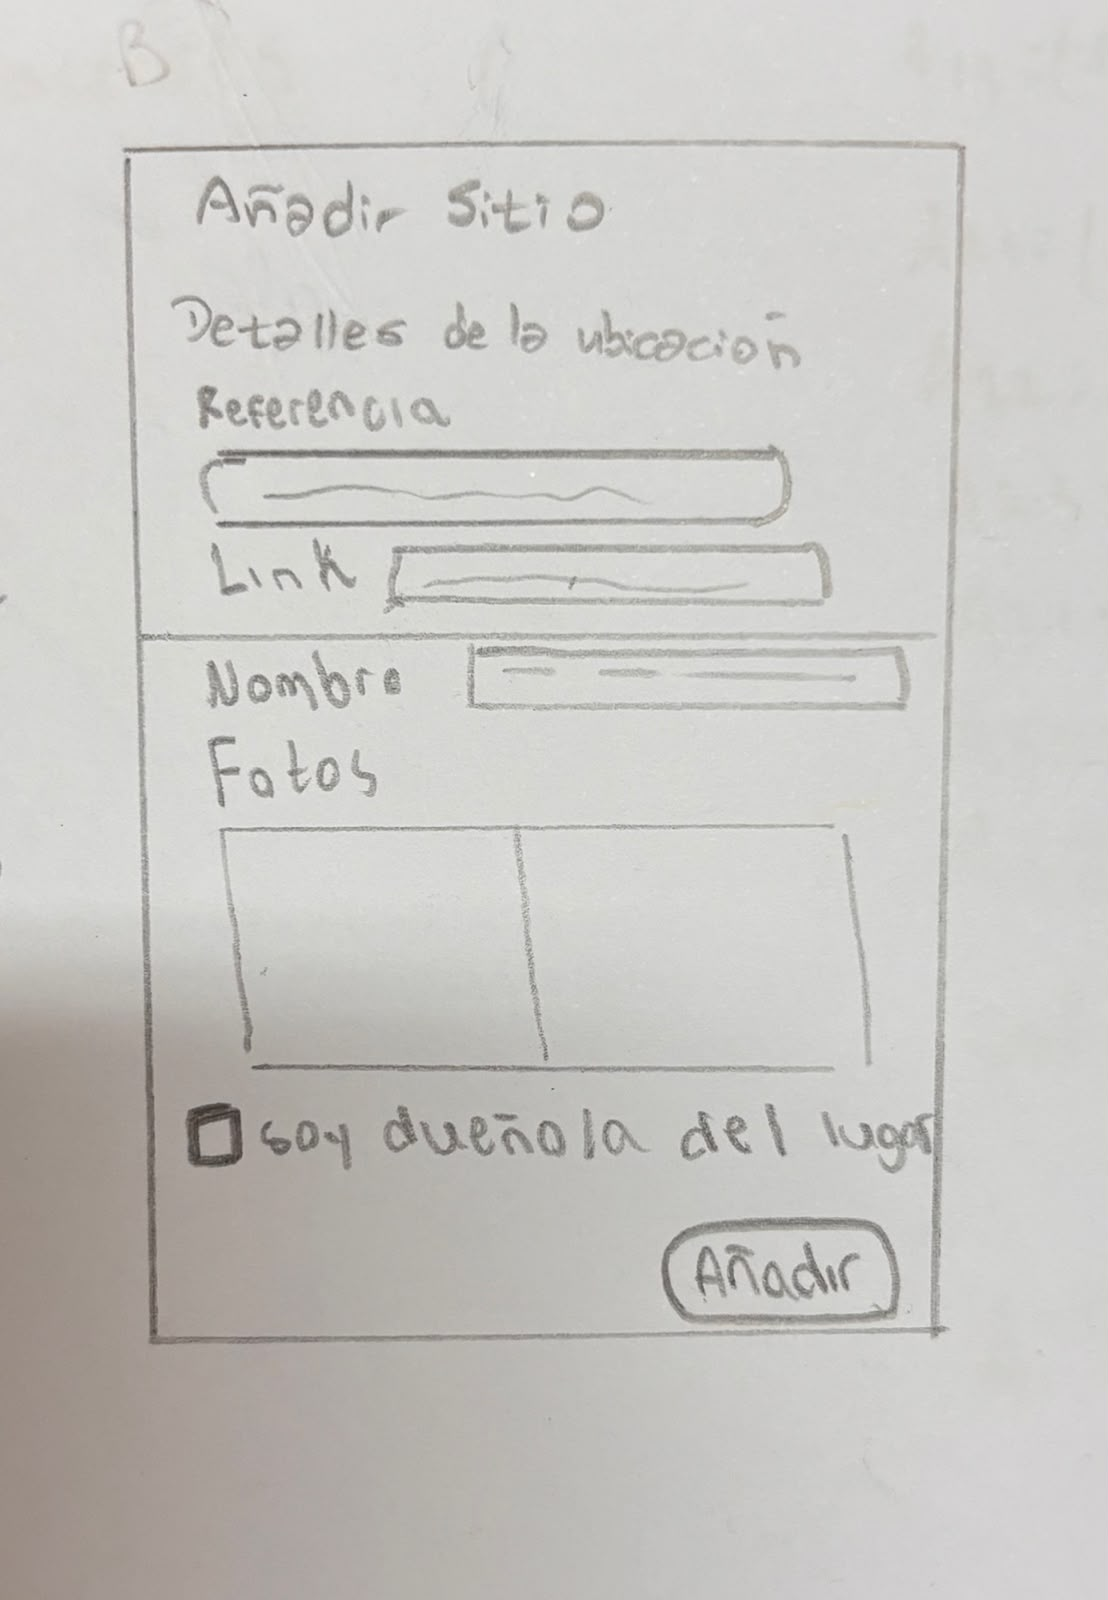 B
Añadir Sitio
Detalles de la ubicación
Referencia
Link
Nombre
Fotos
soy dueño/a del lugar
Añadir